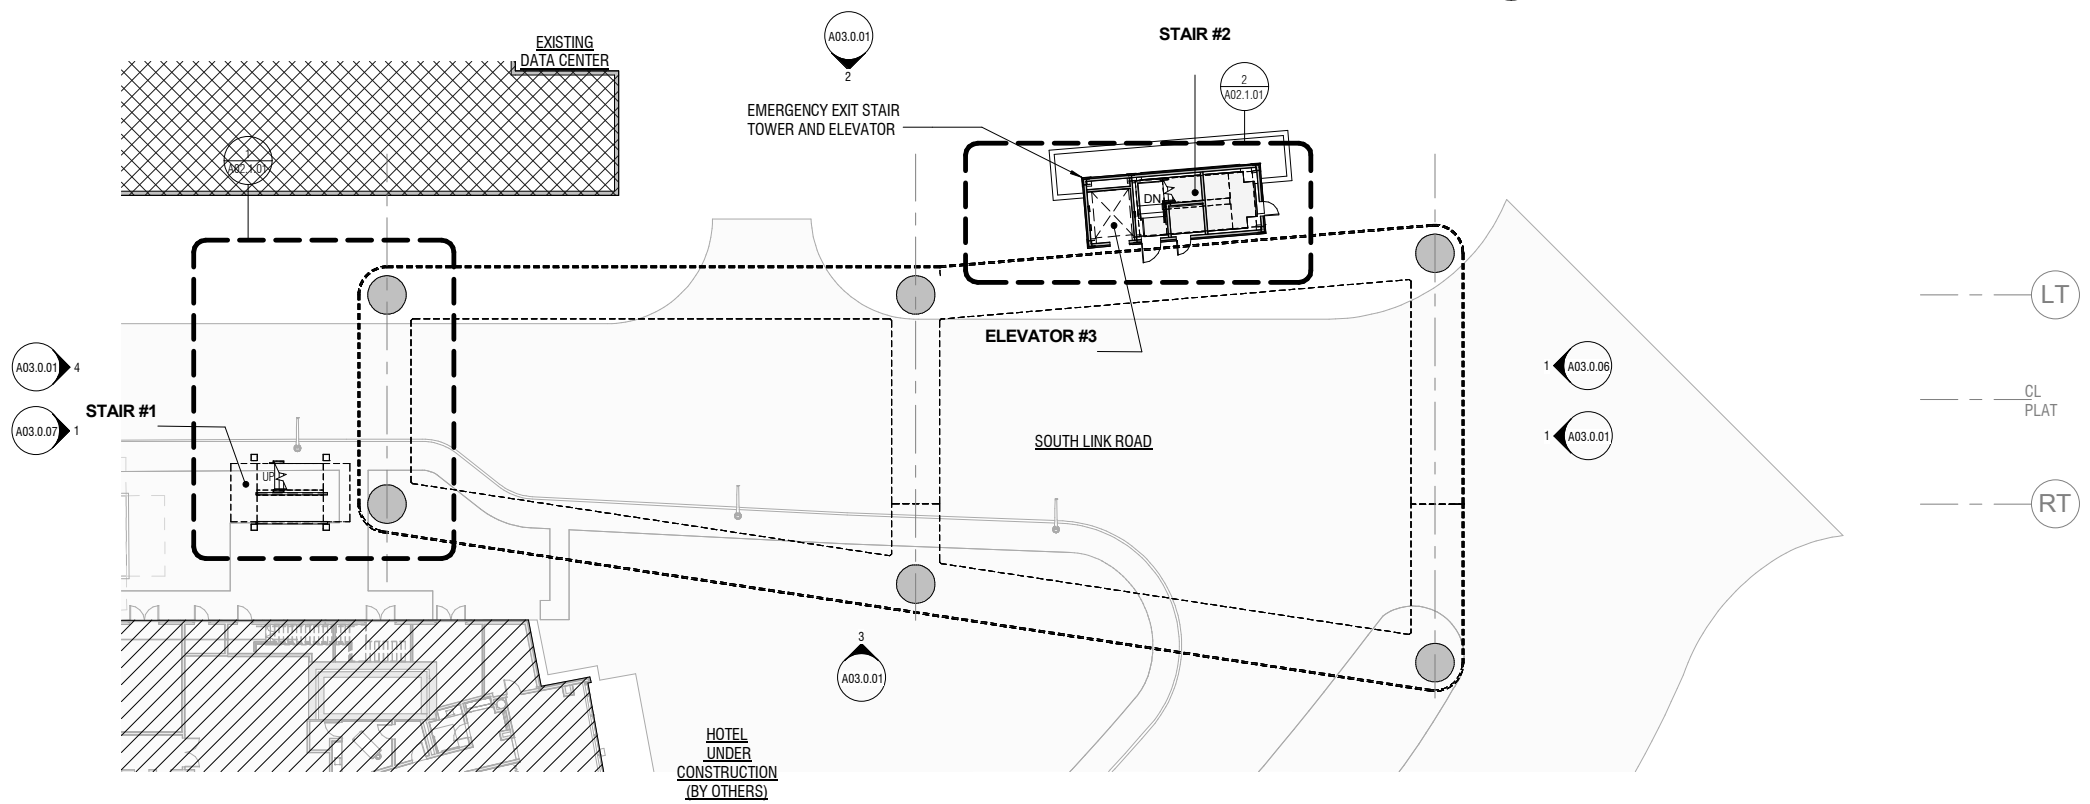 EXISTING
DATA CENTER
A03.0.01
2
STAIR #2
2
A02.1.01
EMERGENCY EXIT STAIR
TOWER AND ELEVATOR
1
A02.1.01
DN
LT
ELEVATOR #3
A03.0.01
4
1
A03.0.06
CL
PLAT
STAIR #1
A03.0.07
1
1
A03.0.01
SOUTH LINK ROAD
UP
RT
3
A03.0.01
HOTEL
UNDER
CONSTRUCTION
(BY OTHERS)